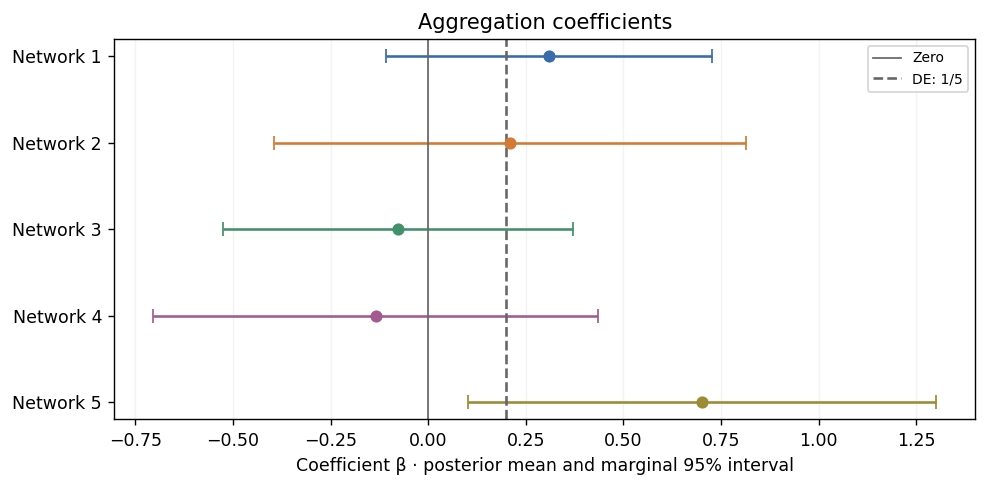 Aggregation coefficients
Network 1
Network 2
Network 3
Network 4
Network 5
Zero
DE: 1/5
−0.75 −0.50 −0.25 0.00 0.25 0.50 0.75 1.00 1.25
Coefficient β · posterior mean and marginal 95% interval